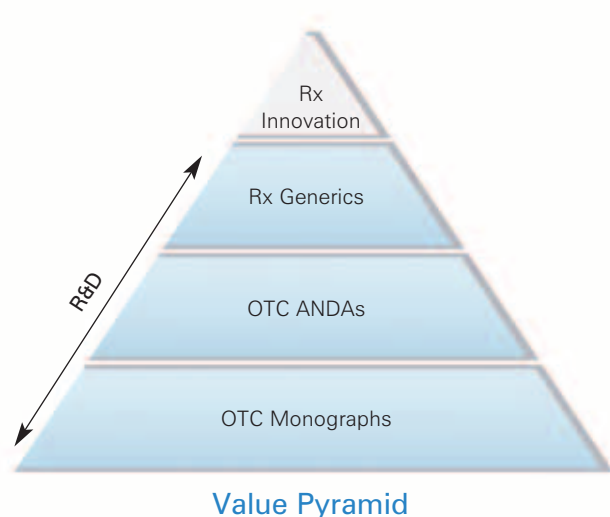 Rx
Innovation
Rx Generics
R&D
OTC ANDAs
OTC Monographs
Value Pyramid